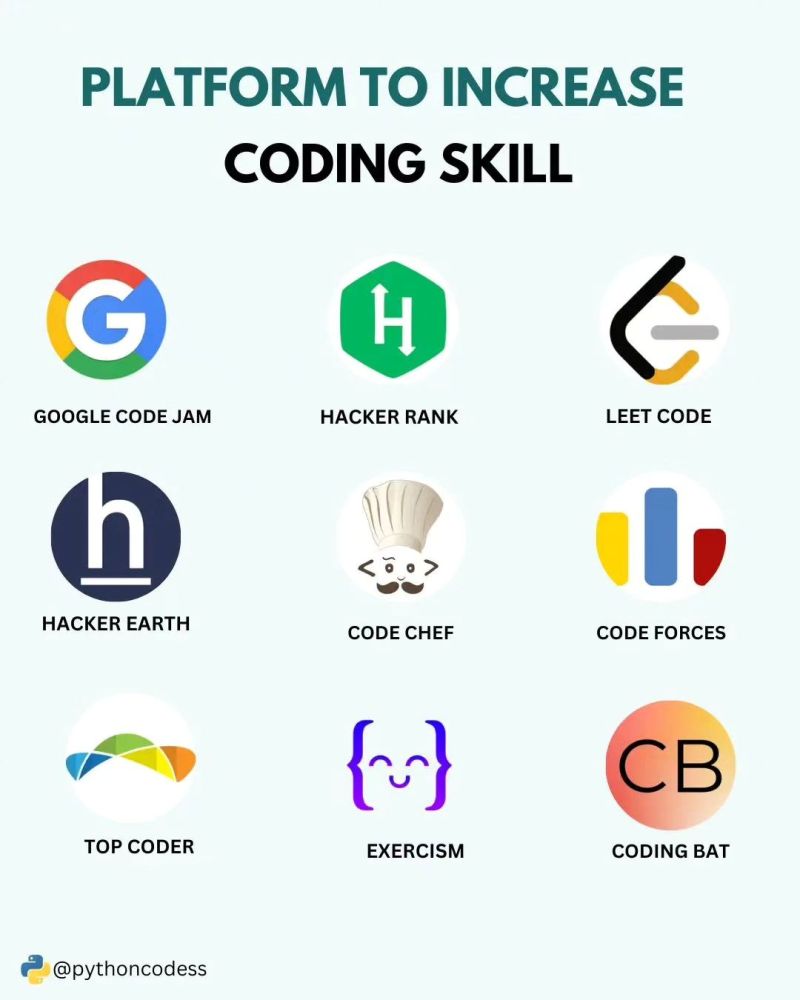 PLATFORM TO INCREASE
CODING SKILL
G
H
GOOGLE CODE JAM
HACKER RANK
LEET CODE
h
HACKER EARTH
CODE CHEF
CODE FORCES
CB
TOP CODER
EXERCISM
CODING BAT
@pythoncodess